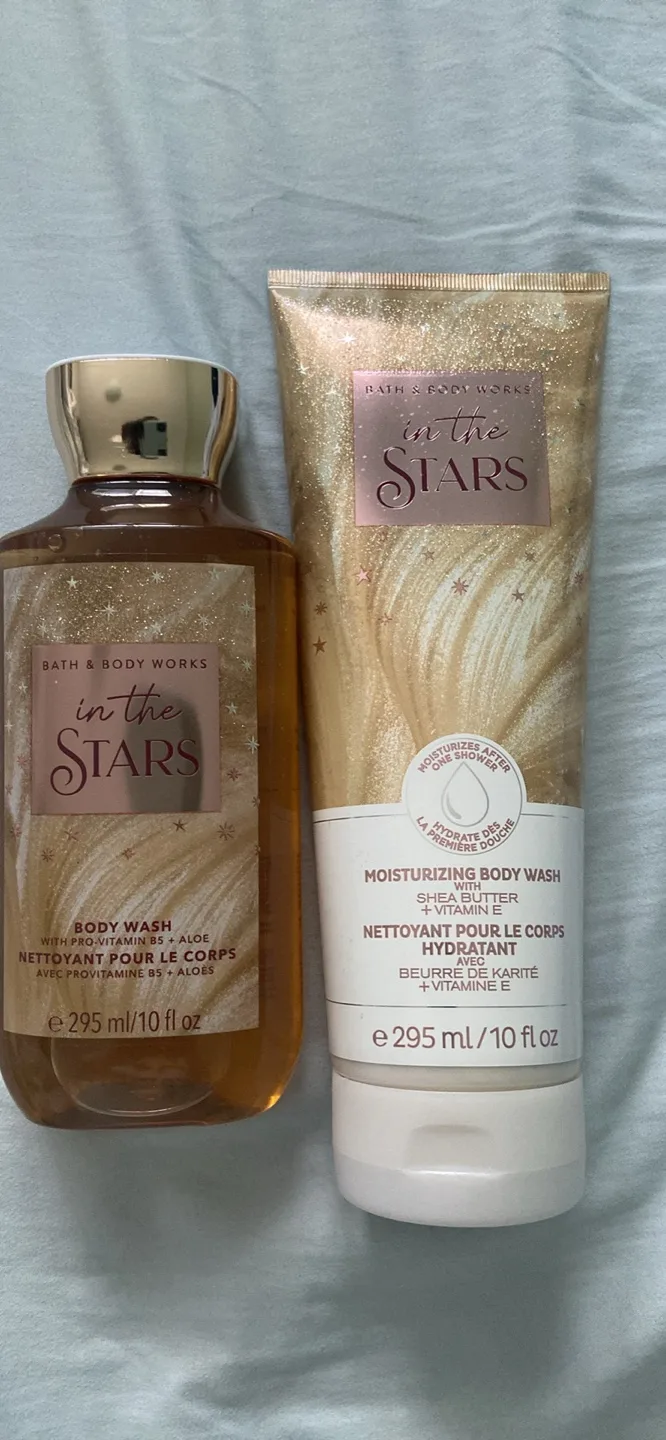 BATH & BODY WORKS
in the
STARS
BODY WASH
WITH PRO-VITAMIN B5 + ALOE
NETTOYANT POUR LE CORPS
AVEC PROVITAMINE B5 + ALOÈS
e 295 ml/10 fl oz
BATH & BODY WORKS
in the
STARS
MOISTURIZES AFTER
ONE SHOWER
HYDRATE DÈS
LA PREMIÈRE DOUCHE
MOISTURIZING BODY WASH
WITH
SHEA BUTTER
+ VITAMIN E
NETTOYANT POUR LE CORPS
HYDRATANT
AVEC
BEURRE DE KARITÉ
+ VITAMINE E
e 295 ml/10 fl oz